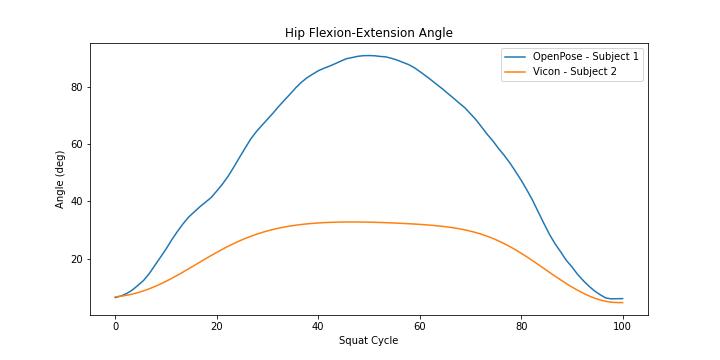 Hip Flexion-Extension Angle
OpenPose - Subject 1
Vicon - Subject 2
Angle (deg)
80
60
40
20
0 20 40 60 80 100
Squat Cycle